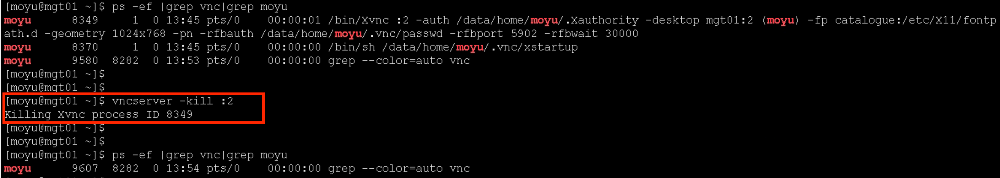 [moyu@mgt01 ~]$ ps -ef |grep vnc|grep moyu
moyu      8349     1  0 13:45 pts/0    00:00:01 /bin/Xvnc :2 -auth /data/home/moyu/.Xauthority -desktop mgt01:2 (moyu) -fp catalogue:/etc/X11/fontp
ath.d -geometry 1024x768 -pn -rfbauth /data/home/moyu/.vnc/passwd -rfbport 5902 -rfbwait 30000
moyu      8370     1  0 13:45 pts/0    00:00:00 /bin/sh /data/home/moyu/.vnc/xstartup
moyu      9580  8282  0 13:53 pts/0    00:00:00 grep --color=auto vnc
[moyu@mgt01 ~]$
[moyu@mgt01 ~]$
[moyu@mgt01 ~]$ vncserver -kill :2
Killing Xvnc process ID 8349
[moyu@mgt01 ~]$
[moyu@mgt01 ~]$
[moyu@mgt01 ~]$ ps -ef |grep vnc|grep moyu
moyu      9607  8282  0 13:54 pts/0    00:00:00 grep --color=auto vnc